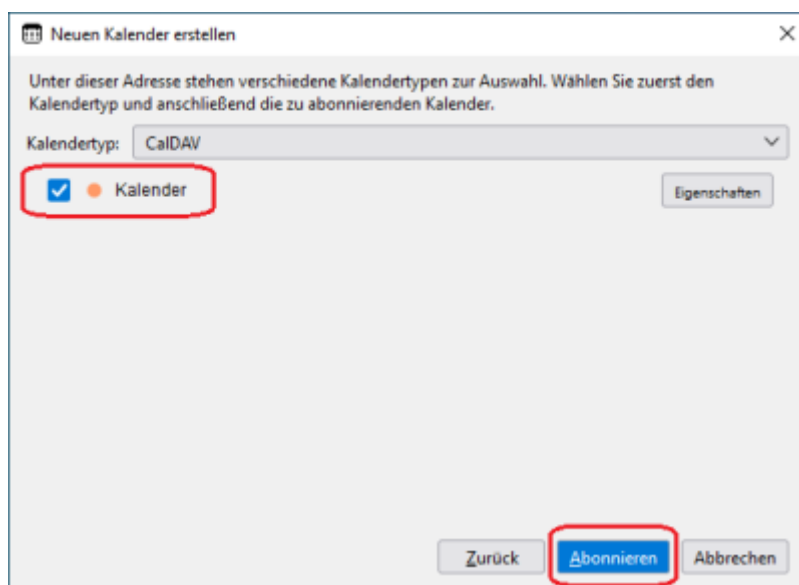 Neuen Kalender erstellen
Unter dieser Adresse stehen verschiedene Kalendertypen zur Auswahl. Wählen Sie zuerst den
Kalendertyp und anschließend die zu abonnierenden Kalender.
Kalendertyp: CalDAV
Kalender Eigenschaften
Zurück Abonnieren Abbrechen